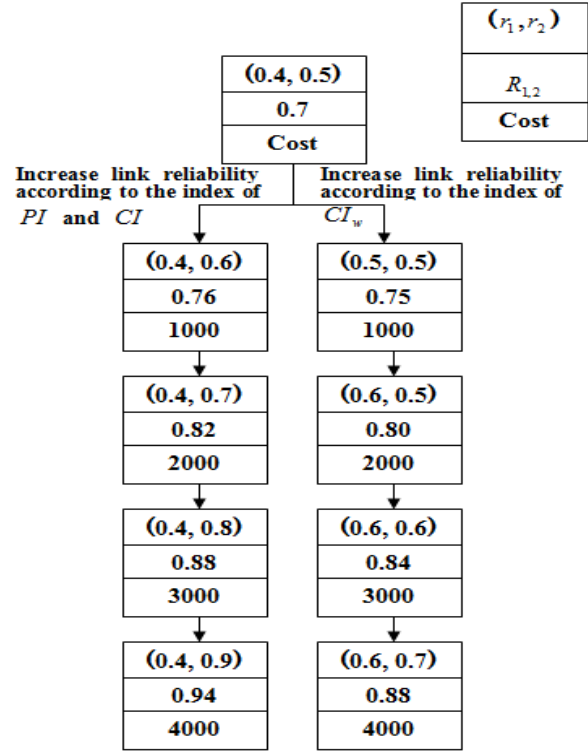 (r₁, r₂)
R₁,₂
Cost
(0.4, 0.5)
0.7
Cost
Increase link reliability
according to the index of
PI and CI
Increase link reliability
according to the index of
CI_w
(0.4, 0.6)
0.76
1000
(0.4, 0.7)
0.82
2000
(0.4, 0.8)
0.88
3000
(0.4, 0.9)
0.94
4000
(0.5, 0.5)
0.75
1000
(0.6, 0.5)
0.80
2000
(0.6, 0.6)
0.84
3000
(0.6, 0.7)
0.88
4000